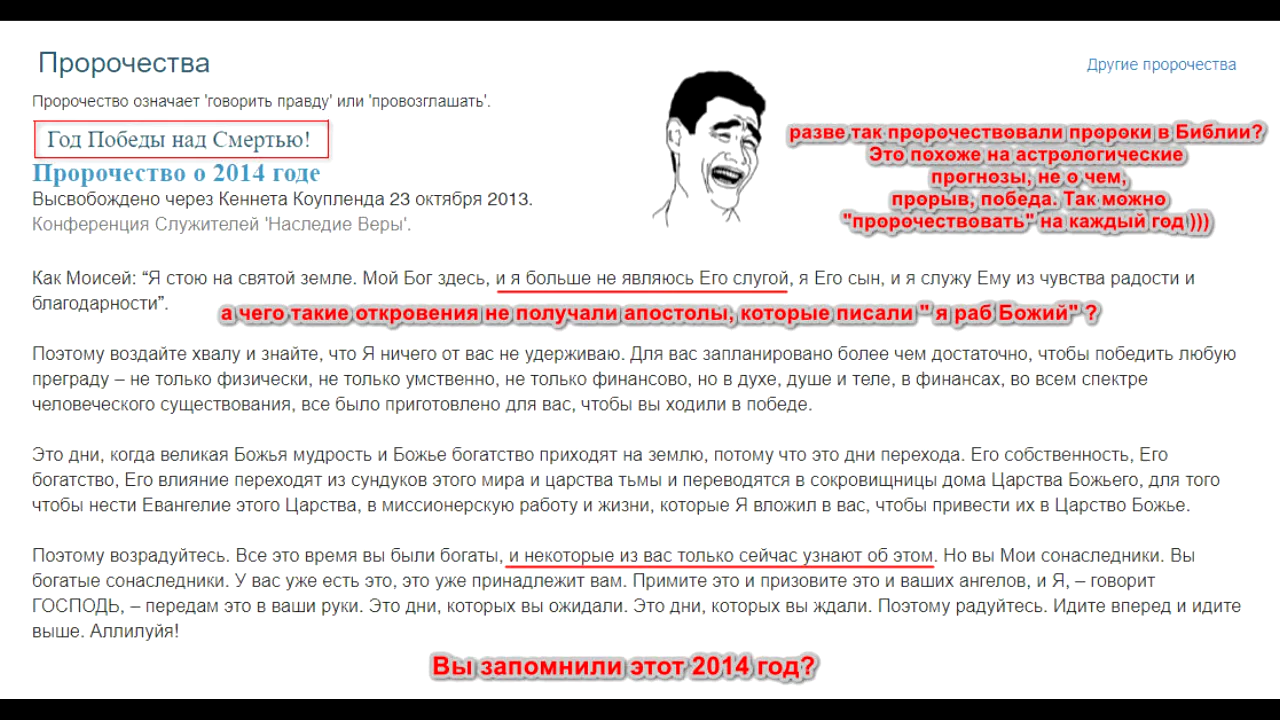 Пророчества
Другие пророчества
Пророчество означает 'говорить правду' или 'провозглашать'.
Год Победы над Смертью!
Пророчество о 2014 годе
Высвобождено через Кеннета Коупленда 23 октября 2013.
Конференция Служителей 'Наследие Веры'.
разве так пророчествовали пророки в Библии?
Это похоже на астрологические
прогнозы, не о чем,
прорыв, победа. Так можно
"пророчествовать" на каждый год )))
Как Моисей: “Я стою на святой земле. Мой Бог здесь, и я больше не являюсь Его слугой, я Его сын, и я служу Ему из чувства радости и
благодарности”.
а чего такие откровения не получали апостолы, которые писали " я раб Божий" ?
Поэтому воздайте хвалу и знайте, что Я ничего от вас не удерживаю. Для вас запланировано более чем достаточно, чтобы победить любую
преграду – не только физически, не только умственно, не только финансово, но в духе, душе и теле, в финансах, во всем спектре
человеческого существования, все было приготовлено для вас, чтобы вы ходили в победе.
Это дни, когда великая Божья мудрость и Божье богатство приходят на землю, потому что это дни перехода. Его собственность, Его
богатство, Его влияние переходят из сундуков этого мира и царства тьмы и переводятся в сокровищницы дома Царства Божьего, для того
чтобы нести Евангелие этого Царства, в миссионерскую работу и жизни, которые Я вложил в вас, чтобы привести их в Царство Божье.
Поэтому возрадуйтесь. Все это время вы были богаты, и некоторые из вас только сейчас узнают об этом. Но вы Мои сонаследники. Вы
богатые сонаследники. У вас уже есть это, это уже принадлежит вам. Примите это и призовите это и ваших ангелов, и Я, – говорит
ГОСПОДЬ, – передам это в ваши руки. Это дни, которых вы ожидали. Это дни, которых вы ждали. Поэтому радуйтесь. Идите вперед и идите
выше. Аллилуйя!
Вы запомнили этот 2014 год?